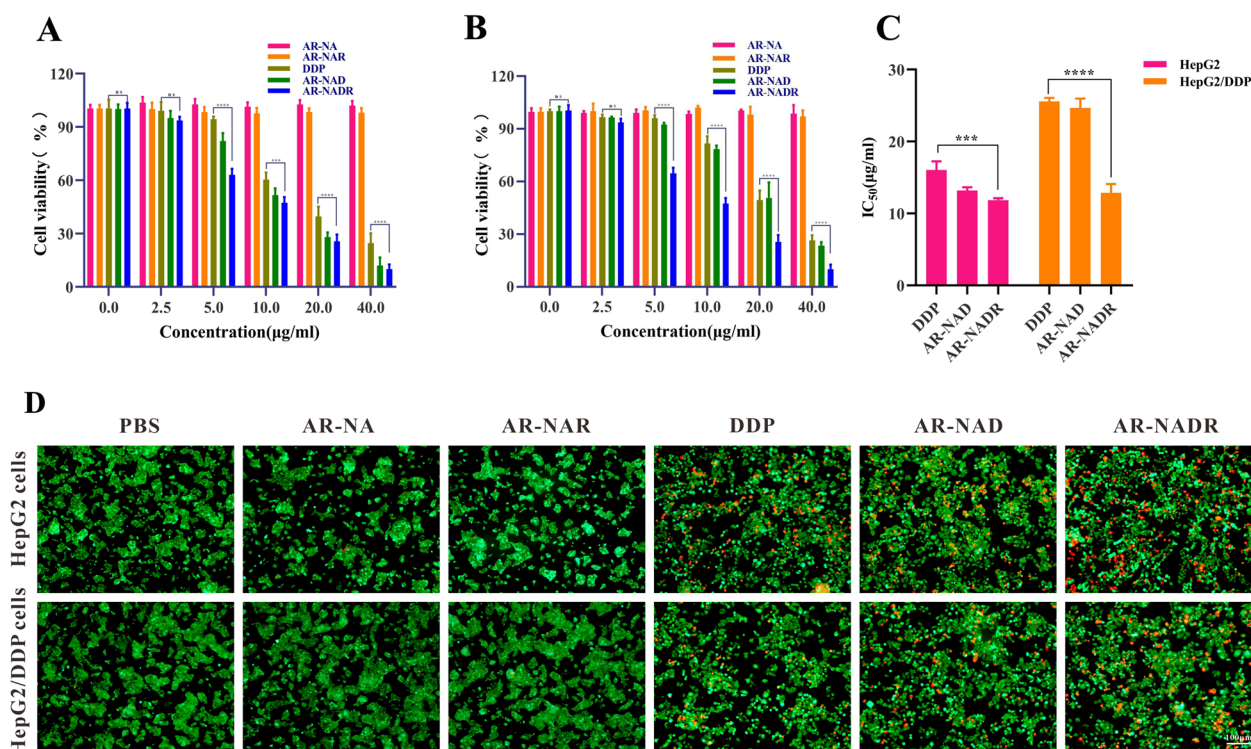 A
AR-NA
AR-NAR
DDP
AR-NAD
AR-NADR
Cell viability( %)
120
90
60
30
0
ns
ns
****
***
****
****
0.0 2.5 5.0 10.0 20.0 40.0
Concentration(μg/ml)
B
AR-NA
AR-NAR
DDP
AR-NAD
AR-NADR
Cell viability( %)
120
90
60
30
0
ns
ns
****
****
****
****
0.0 2.5 5.0 10.0 20.0 40.0
Concentration(μg/ml)
C
HepG2
HepG2/DDP
IC50(μg/ml)
30
20
10
0
***
****
DDP
AR-NAD
AR-NADR
DDP
AR-NAD
AR-NADR
D
PBS AR-NA AR-NAR DDP AR-NAD AR-NADR
HepG2 cells
HepG2/DDP cells
100μm